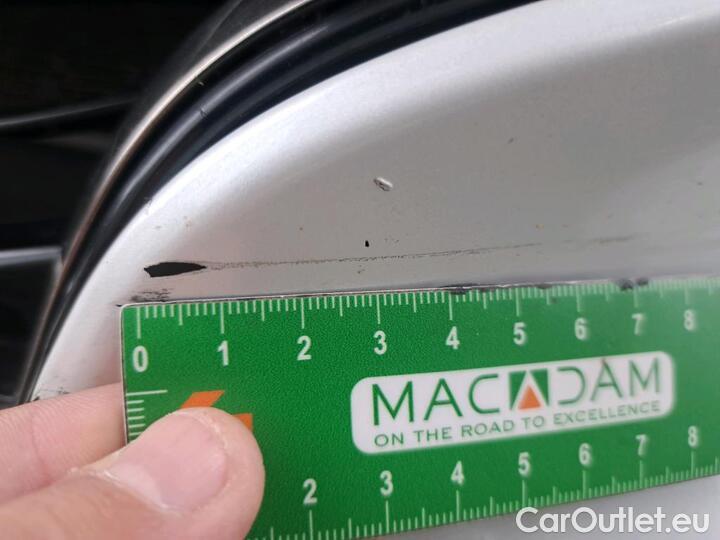 0 1 2 3 4 5 6 7 8
MACADAM
ON THE ROAD TO EXCELLENCE
2 3 4 5 6 7 8
CarOutlet.eu